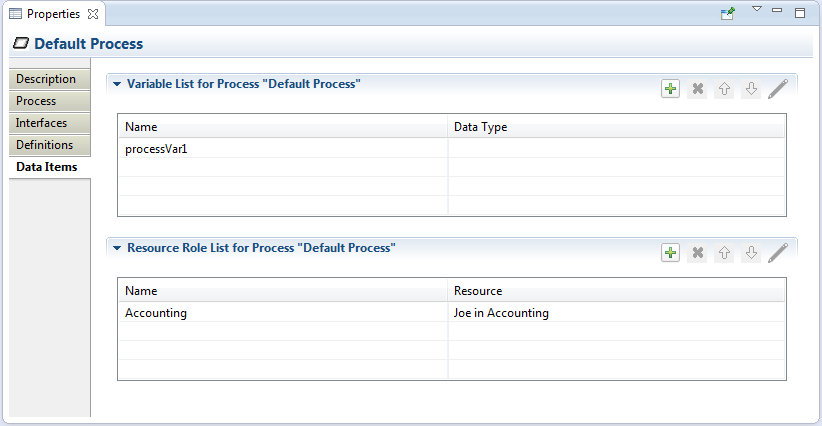 Properties
Default Process
Description
Process
Interfaces
Definitions
Data Items
Variable List for Process "Default Process"
Name Data Type
processVar1
Resource Role List for Process "Default Process"
Name Resource
Accounting Joe in Accounting